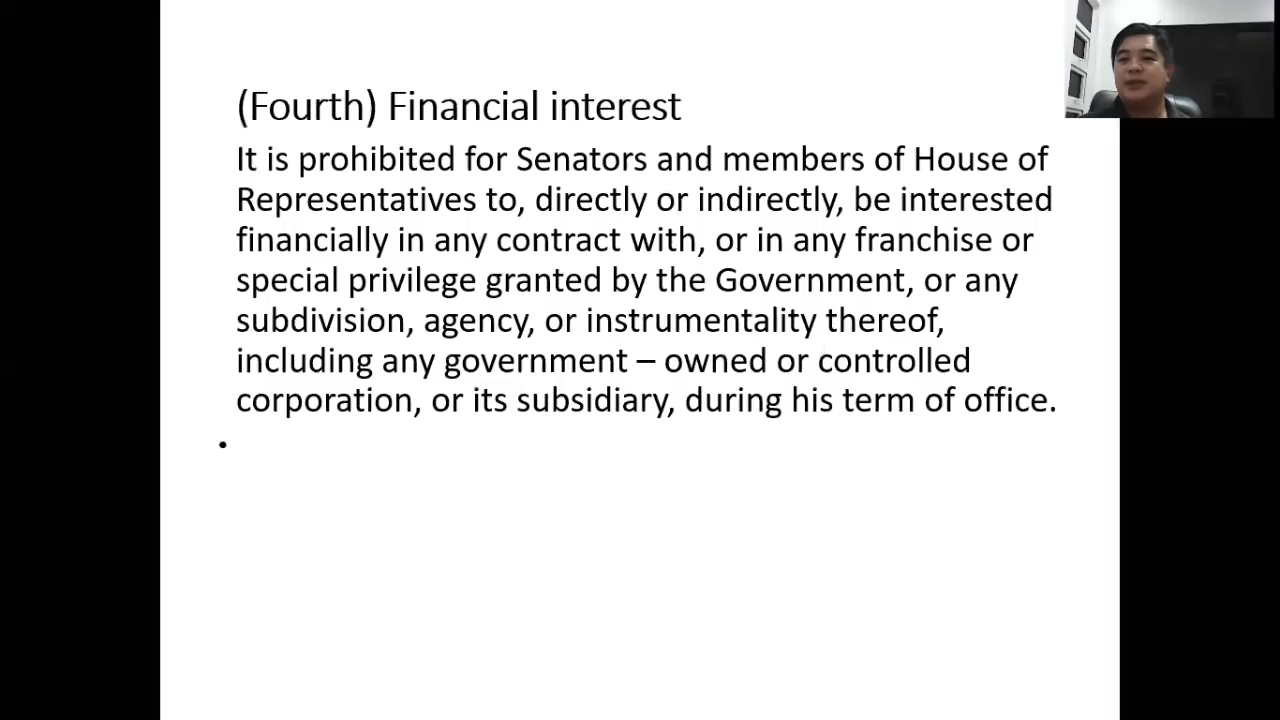 (Fourth) Financial interest
It is prohibited for Senators and members of House of
Representatives to, directly or indirectly, be interested
financially in any contract with, or in any franchise or
special privilege granted by the Government, or any
subdivision, agency, or instrumentality thereof,
including any government – owned or controlled
corporation, or its subsidiary, during his term of office.
•